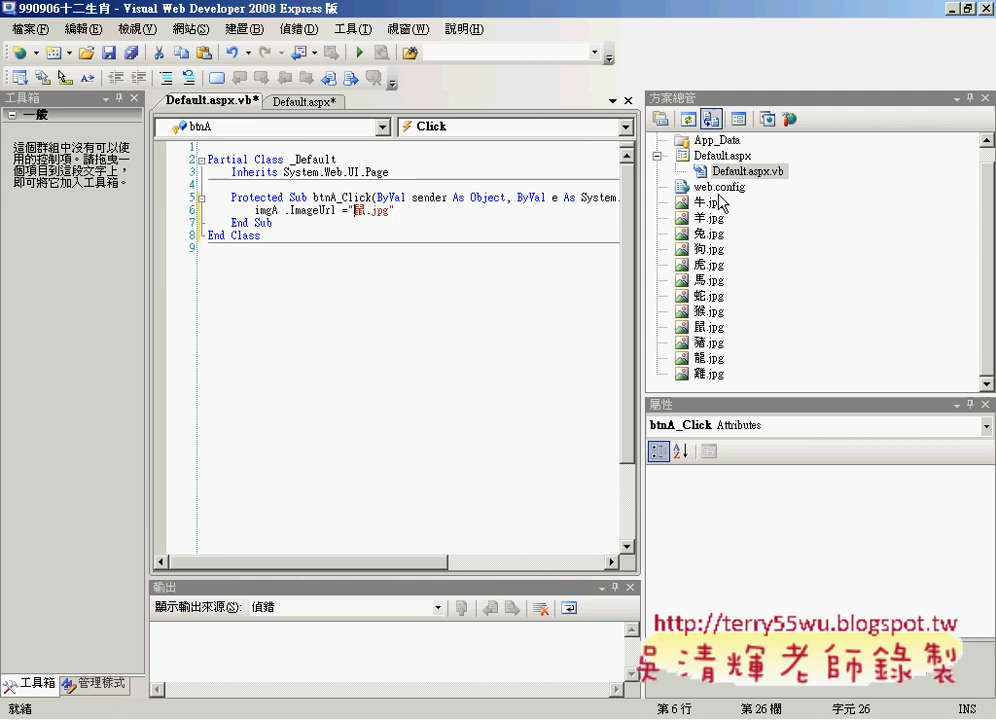 990906十二生肖 - Visual Web Developer 2008 Express 版
檔案(F) 編輯(E) 檢視(V) 網站(S) 建置(B) 偵錯(D) 工具(T) 視窗(W) 說明(H)
工具箱
一般
這個群組中沒有可以使
用的控制項。請拖曳一
個項目到這段文字上,
即可將它加入工具箱。
工具箱 管理樣式
Default.aspx.vb* Default.aspx*
btnA Click
1
2 Partial Class _Default
3 Inherits System.Web.UI.Page
4
5 Protected Sub btnA_Click(ByVal sender As Object, ByVal e As System.
6 imgA .ImageUrl ="鼠.jpg"
7 End Sub
8 End Class
9
輸出
顯示輸出來源(S): 偵錯
方案總管
App_Data
Default.aspx
Default.aspx.vb
web.config
牛.jpg
羊.jpg
兔.jpg
狗.jpg
虎.jpg
馬.jpg
蛇.jpg
猴.jpg
鼠.jpg
豬.jpg
龍.jpg
雞.jpg
屬性
btnA_Click Attributes
http://terry55wu.blogspot.tw
吳清輝老師錄製
就緒 第 6 行 第 26 欄 字元 26 INS